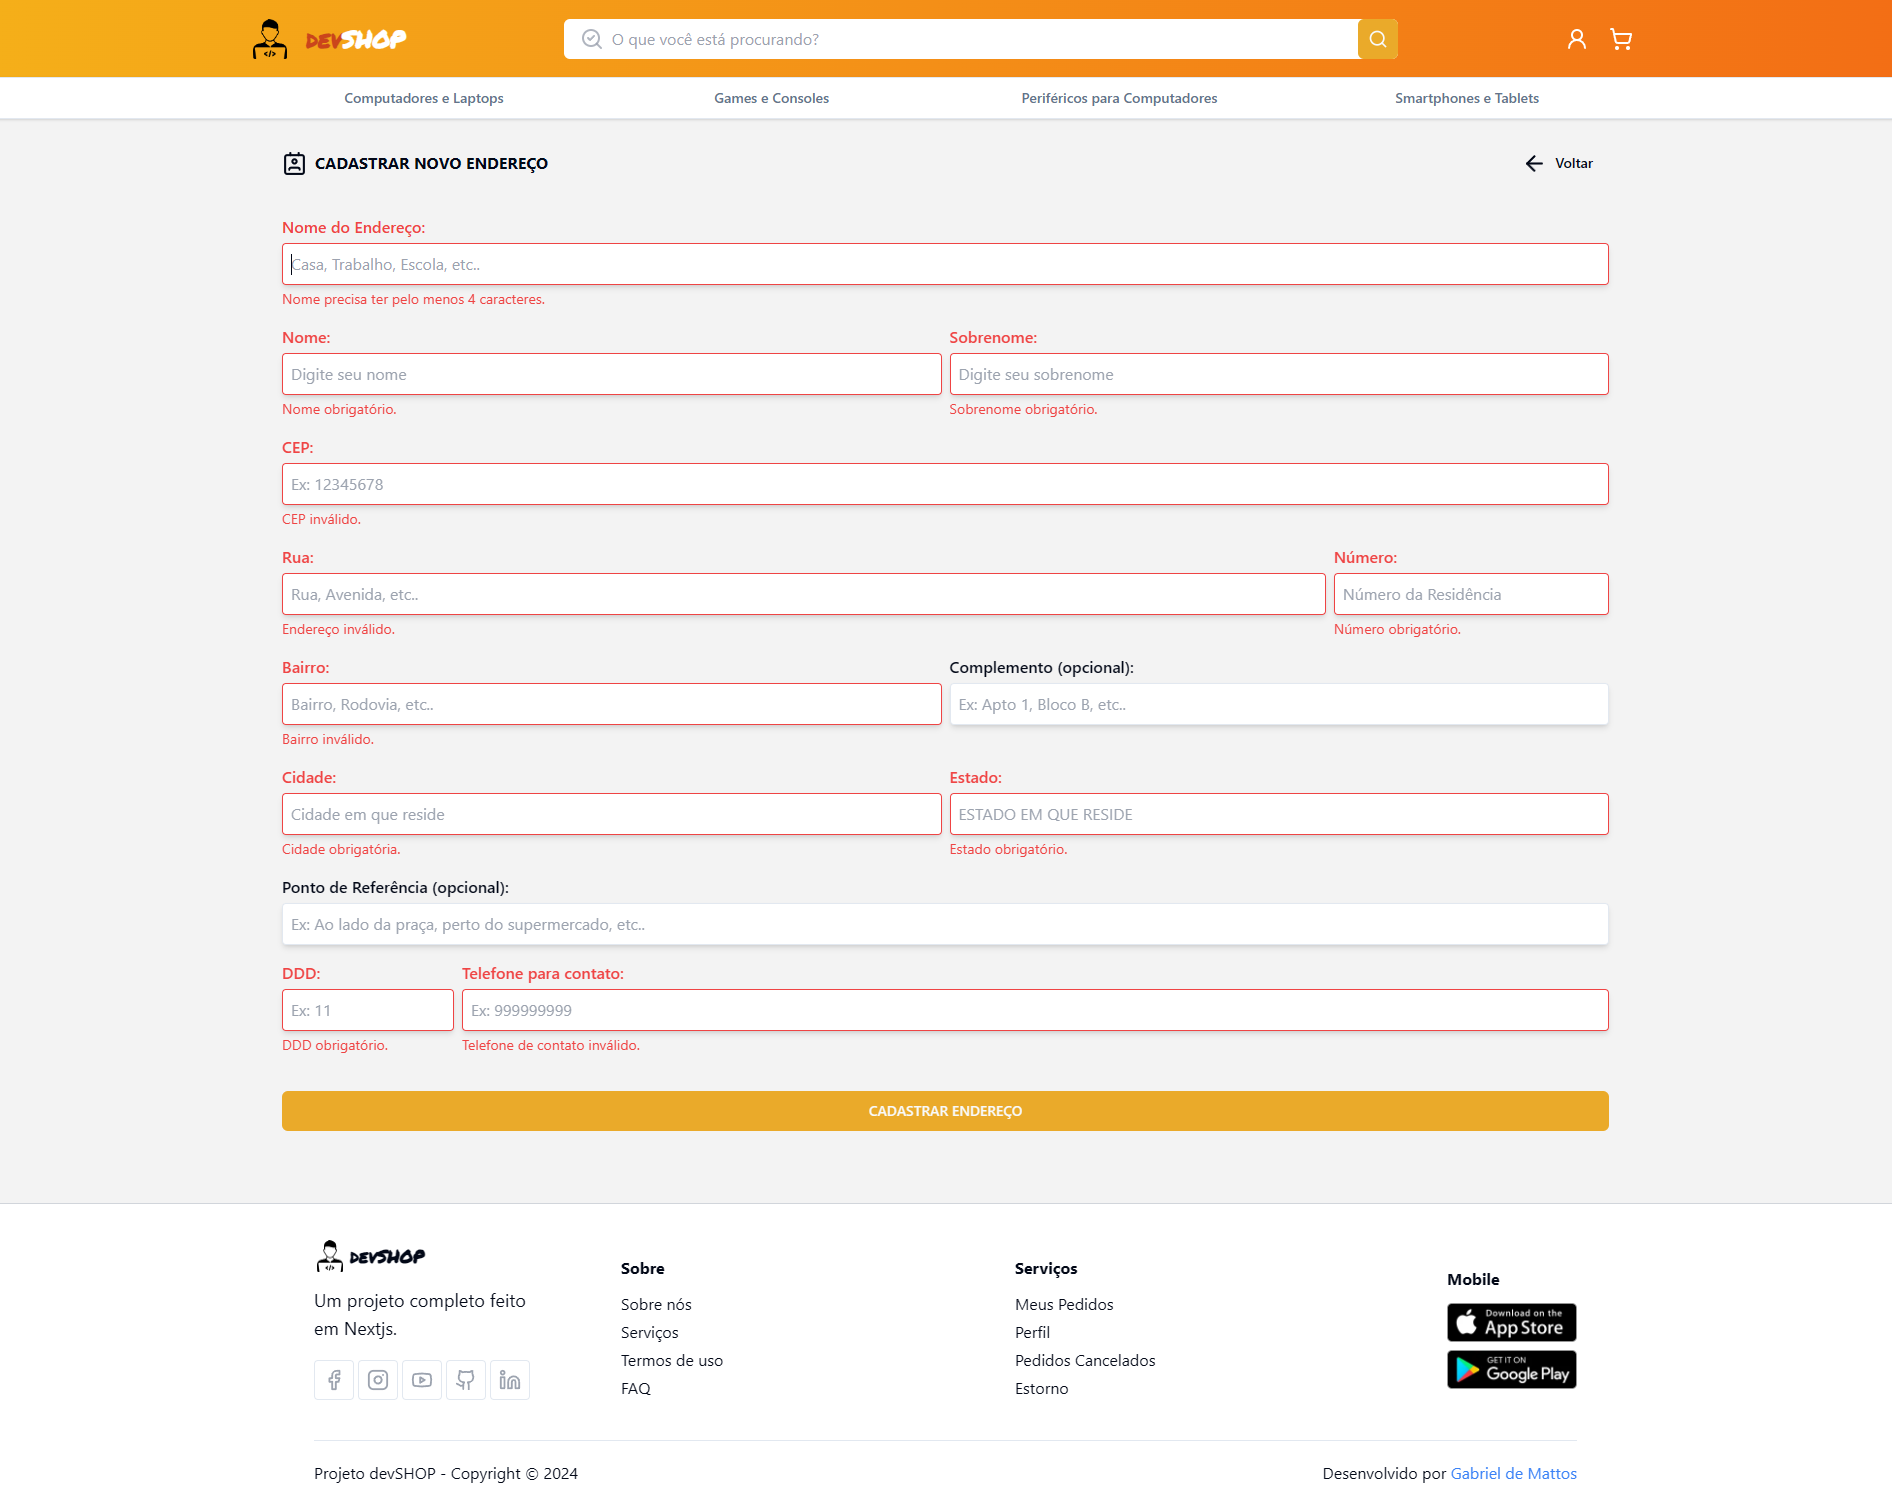 devSHOP
O que você está procurando?
Computadores e Laptops
Games e Consoles
Periféricos para Computadores
Smartphones e Tablets
CADASTRAR NOVO ENDEREÇO
Voltar
Nome do Endereço:
Casa, Trabalho, Escola, etc..
Nome precisa ter pelo menos 4 caracteres.
Nome:
Sobrenome:
Digite seu nome
Digite seu sobrenome
Nome obrigatório.
Sobrenome obrigatório.
CEP:
Ex: 12345678
CEP inválido.
Rua:
Número:
Rua, Avenida, etc..
Número da Residência
Endereço inválido.
Número obrigatório.
Bairro:
Complemento (opcional):
Bairro, Rodovia, etc..
Ex: Apto 1, Bloco B, etc..
Bairro inválido.
Cidade:
Estado:
Cidade em que reside
ESTADO EM QUE RESIDE
Cidade obrigatória.
Estado obrigatório.
Ponto de Referência (opcional):
Ex: Ao lado da praça, perto do supermercado, etc..
DDD:
Telefone para contato:
Ex: 11
Ex: 999999999
DDD obrigatório.
Telefone de contato inválido.
CADASTRAR ENDEREÇO
</> devSHOP
Um projeto completo feito
em Nextjs.
Sobre
Sobre nós
Serviços
Termos de uso
FAQ
Serviços
Meus Pedidos
Perfil
Pedidos Cancelados
Estorno
Mobile
Download on the
App Store
GET IT ON
Google Play
Projeto devSHOP - Copyright © 2024
Desenvolvido por Gabriel de Mattos